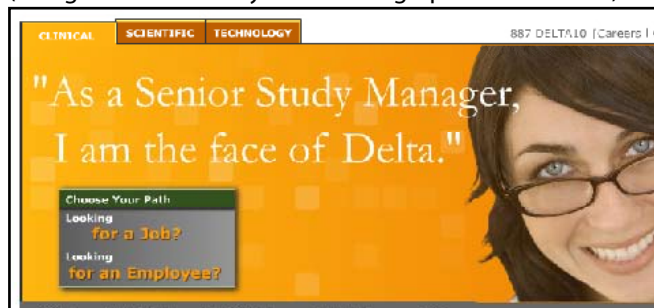 CLINICAL SCIENTIFIC TECHNOLOGY 887 DELTA10 |Careers |
"As a Senior Study Manager,
I am the face of Delta."
Choose Your Path
Looking
for a Job?
Looking
for an Employee?